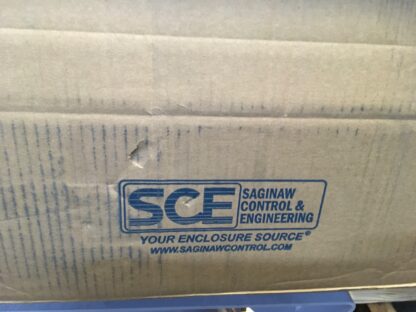 SCE
SAGINAW
CONTROL &
ENGINEERING
YOUR ENCLOSURE SOURCE®
WWW.SAGINAWCONTROL.COM